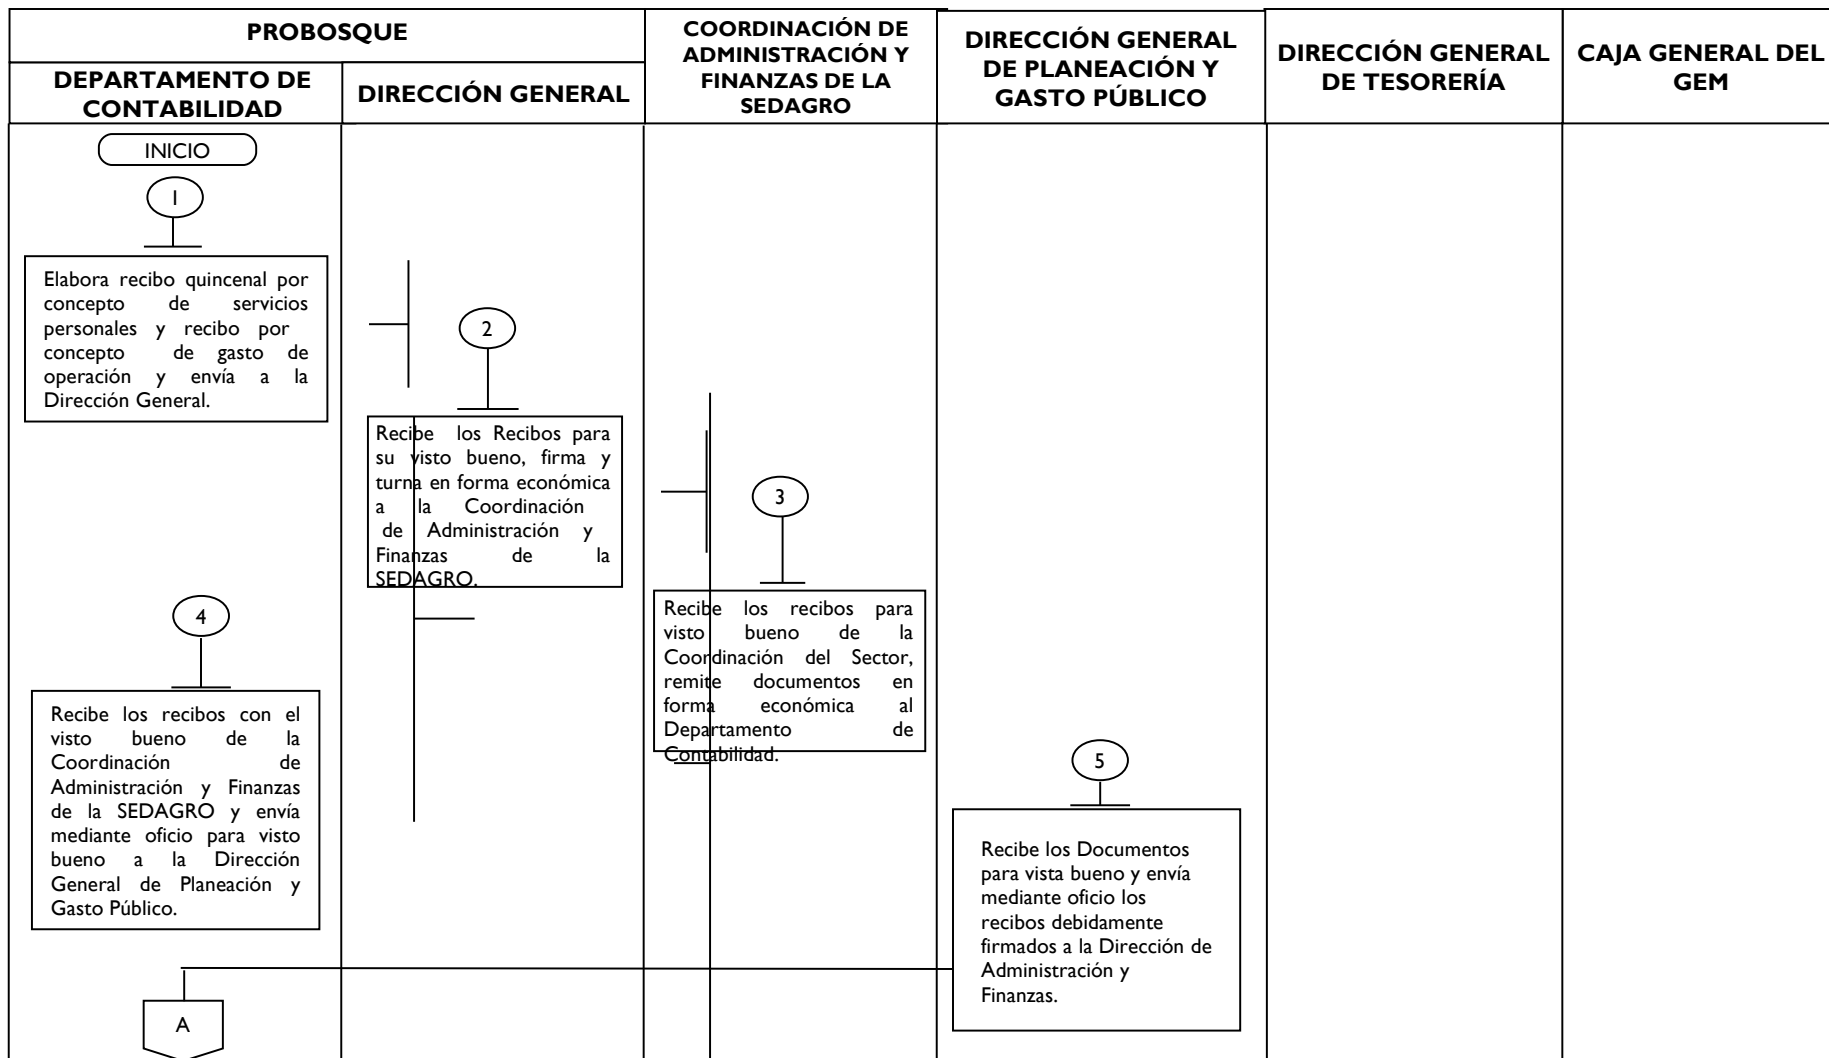 PROBOSQUE
DEPARTAMENTO DE
CONTABILIDAD
DIRECCIÓN GENERAL
COORDINACIÓN DE
ADMINISTRACIÓN Y
FINANZAS DE LA
SEDAGRO
DIRECCIÓN GENERAL
DE PLANEACIÓN Y
GASTO PÚBLICO
DIRECCIÓN GENERAL
DE TESORERÍA
CAJA GENERAL DEL
GEM
INICIO
1
Elabora recibo quincenal por
concepto de servicios
personales y recibo por
concepto de gasto de
operación y envía a la
Dirección General.
2
Recibe los Recibos para
su visto bueno, firma y
turna en forma económica
a la Coordinación
de Administración y
Finanzas de la
SEDAGRO.
3
Recibe los recibos para
visto bueno de la
Coordinación del Sector,
remite documentos en
forma económica al
Departamento de
Contabilidad.
4
Recibe los recibos con el
visto bueno de la
Coordinación de
Administración y Finanzas
de la SEDAGRO y envía
mediante oficio para visto
bueno a la Dirección
General de Planeación y
Gasto Público.
5
Recibe los Documentos
para vista bueno y envía
mediante oficio los
recibos debidamente
firmados a la Dirección de
Administración y
Finanzas.
A